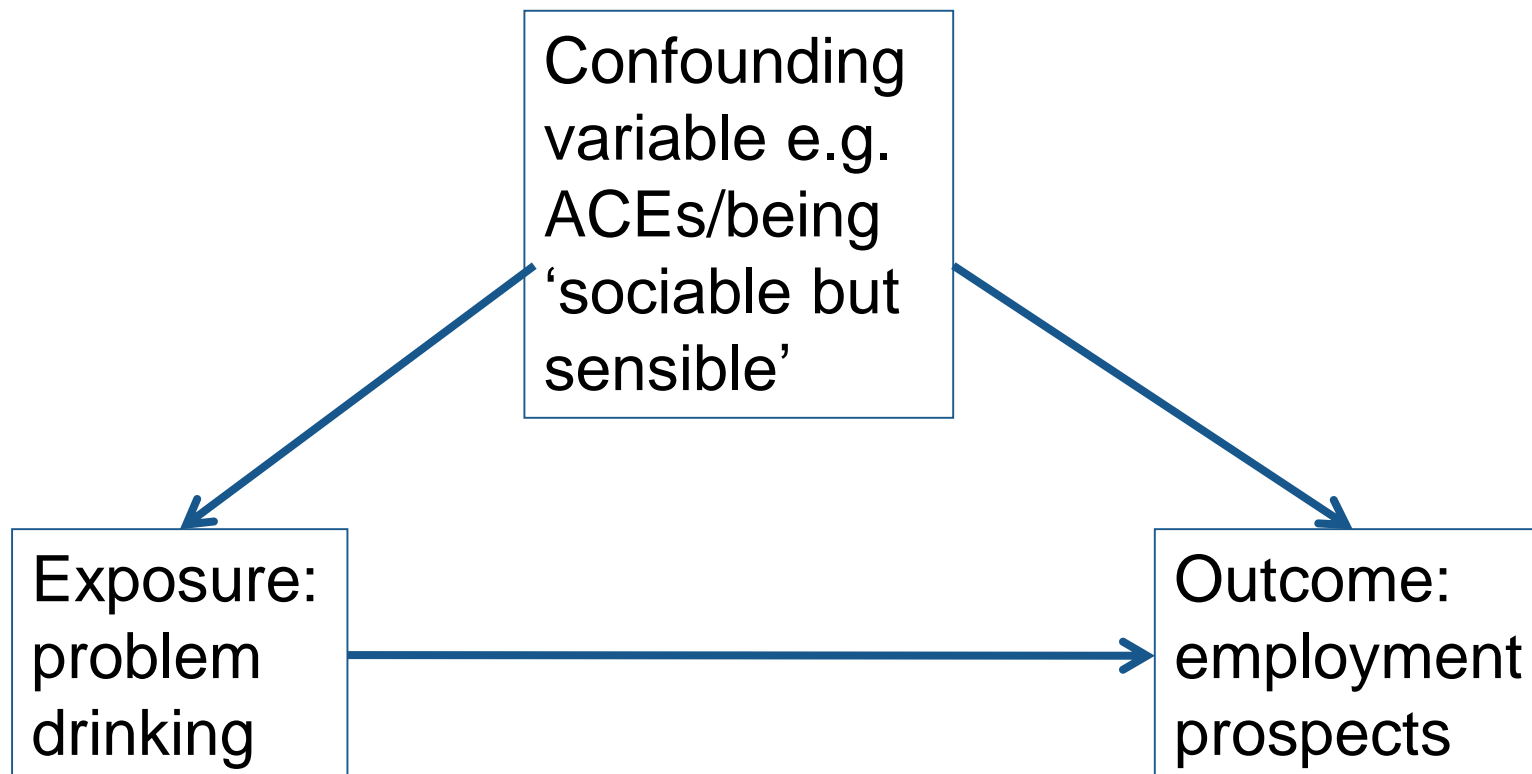 Confounding
variable e.g.
ACEs/being
‘sociable but
sensible’
Exposure:
problem
drinking
Outcome:
employment
prospects